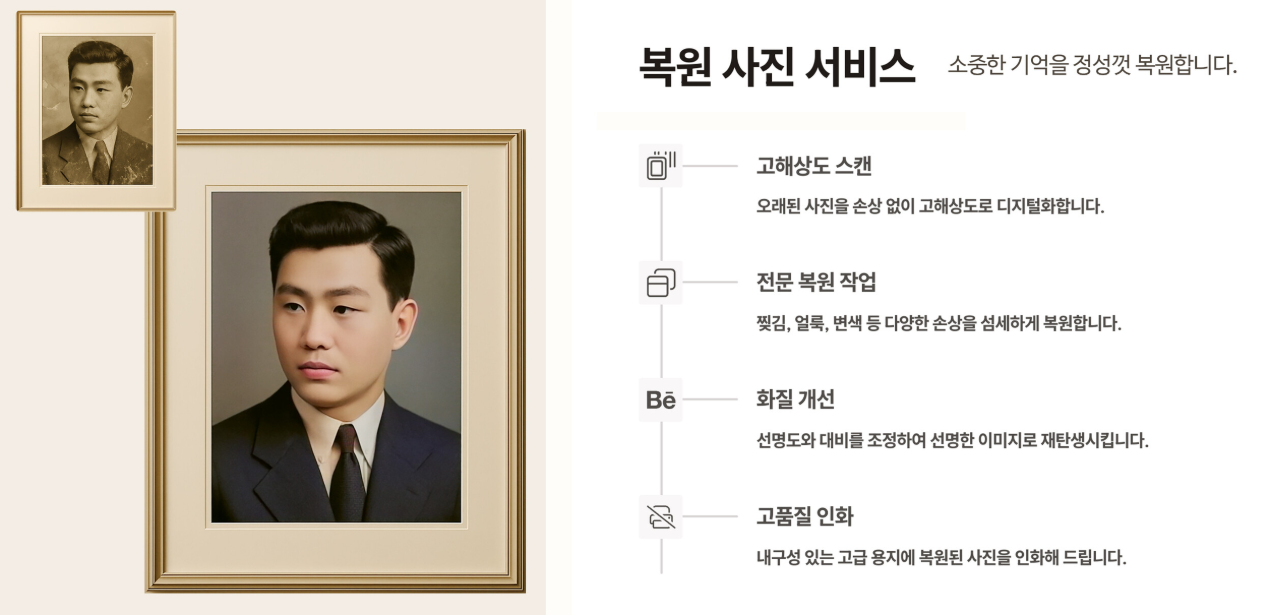 복원 사진 서비스
소중한 기억을 정성껏 복원합니다.
고해상도 스캔
오래된 사진을 손상 없이 고해상도로 디지털화합니다.
전문 복원 작업
찢김, 얼룩, 변색 등 다양한 손상을 섬세하게 복원합니다.
Bē
화질 개선
선명도와 대비를 조정하여 선명한 이미지로 재탄생시킵니다.
고품질 인화
내구성 있는 고급 용지에 복원된 사진을 인화해 드립니다.